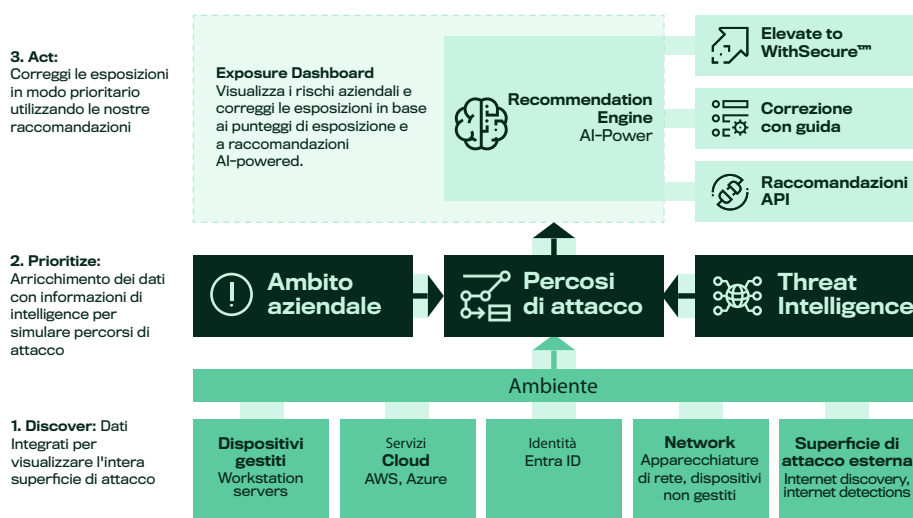 3. Act:
Correggi le esposizioni
in modo prioritario
utilizzando le nostre
raccomandazioni
Exposure Dashboard
Visualizza i rischi aziendali e
correggi le esposizioni in base
ai punteggi di esposizione e
a raccomandazioni
AI-powered.
Recommendation
Engine
AI-Power
Elevate to
WithSecure™
Correzione
con guida
Raccomandazioni
API
2. Prioritize:
Arricchimento dei dati
con informazioni di
intelligence per
simulare percorsi di
attacco
Ambito
aziendale
Percosi
di attacco
Threat
Intelligence
Ambiente
1. Discover: Dati
Integrati per
visualizzare l'intera
superficie di attacco
Dispositivi
gestiti
Workstation
servers
Servizi
Cloud
AWS, Azure
Identità
Entra ID
Network
Apparecchiature
di rete, dispositivi
non gestiti
Superficie di
attacco esterna
Internet discovery,
internet detections